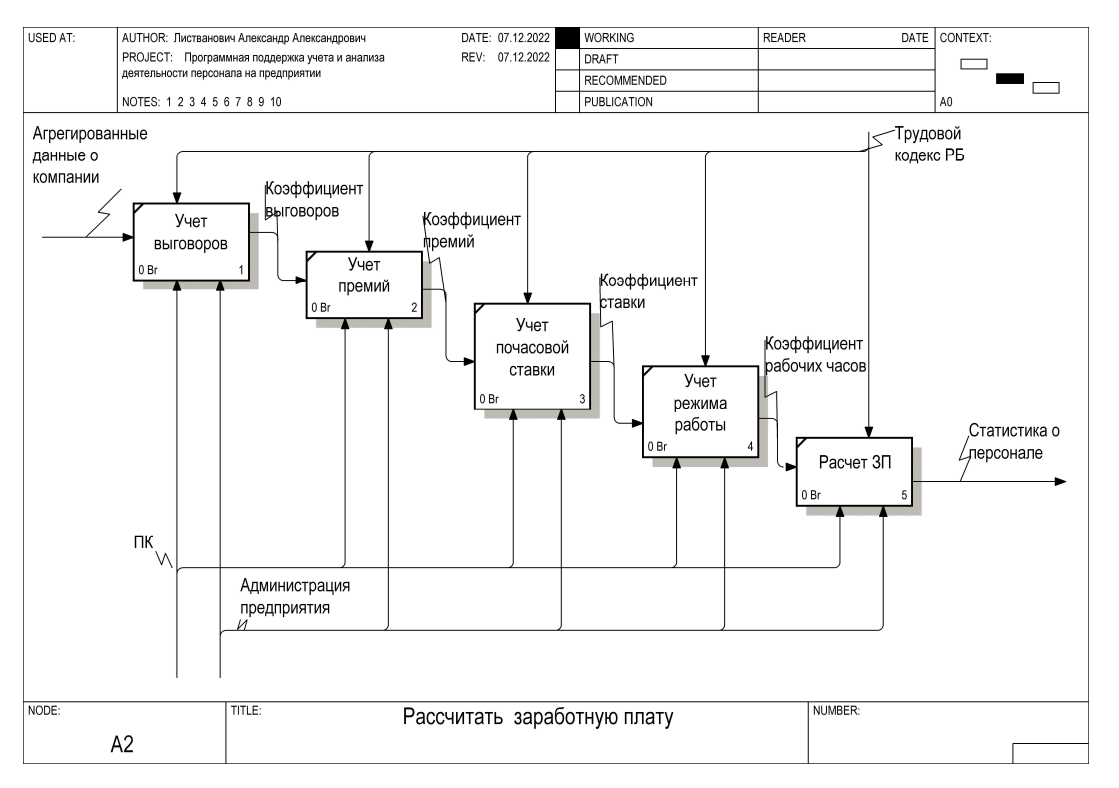 USED AT:
AUTHOR: Листванович Александр Александрович
DATE: 07.12.2022
PROJECT: Программная поддержка учета и анализа
деятельности персонала на предприятии
REV: 07.12.2022
NOTES: 1 2 3 4 5 6 7 8 9 10
WORKING
DRAFT
RECOMMENDED
PUBLICATION
READER
DATE
CONTEXT:
A0
Агрегированные
данные о
компании
Трудовой
кодекс РБ
Учет
выговоров
0 Br 1
Коэффициент
выговоров
Учет
премий
0 Br 2
Коэффициент
премий
Учет
почасовой
ставки
0 Br 3
Коэффициент
ставки
Учет
режима
работы
0 Br 4
Коэффициент
рабочих часов
Расчет ЗП
0 Br 5
Статистика о
персонале
ПК
Администрация
предприятия
NODE:
A2
TITLE:
Рассчитать заработную плату
NUMBER: